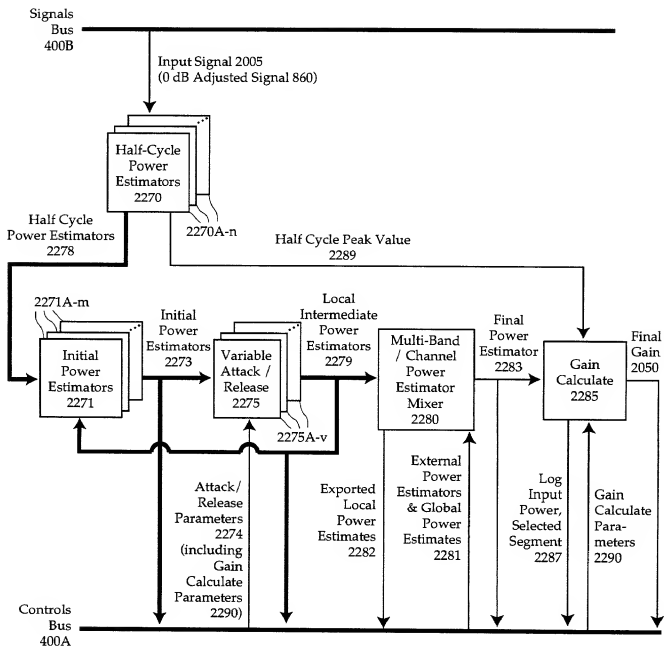 Signals
Bus
400B
Input Signal 2005
(0 dB Adjusted Signal 860)
Half-Cycle
Power
Estimators
2270
2270A-n
Half Cycle
Power Estimators
2278
Half Cycle Peak Value
2289
2271A-m
Initial
Power
Estimators
2271
Initial
Power
Estimators
2273
Variable
Attack /
Release
2275
2275A-v
Local
Intermediate
Power
Estimators
2279
Multi-Band
/ Channel
Power
Estimator
Mixer
2280
Final
Power
Estimator
2283
Gain
Calculate
2285
Final
Gain
2050
Attack/
Release
Parameters
2274
(including
Gain
Calculate
Parameters
2290)
Exported
Local
Power
Estimates
2282
External
Power
Estimators
& Global
Power
Estimates
2281
Log
Input
Power,
Selected
Segment
2287
Gain
Calculate
Para-
meters
2290
Controls
Bus
400A